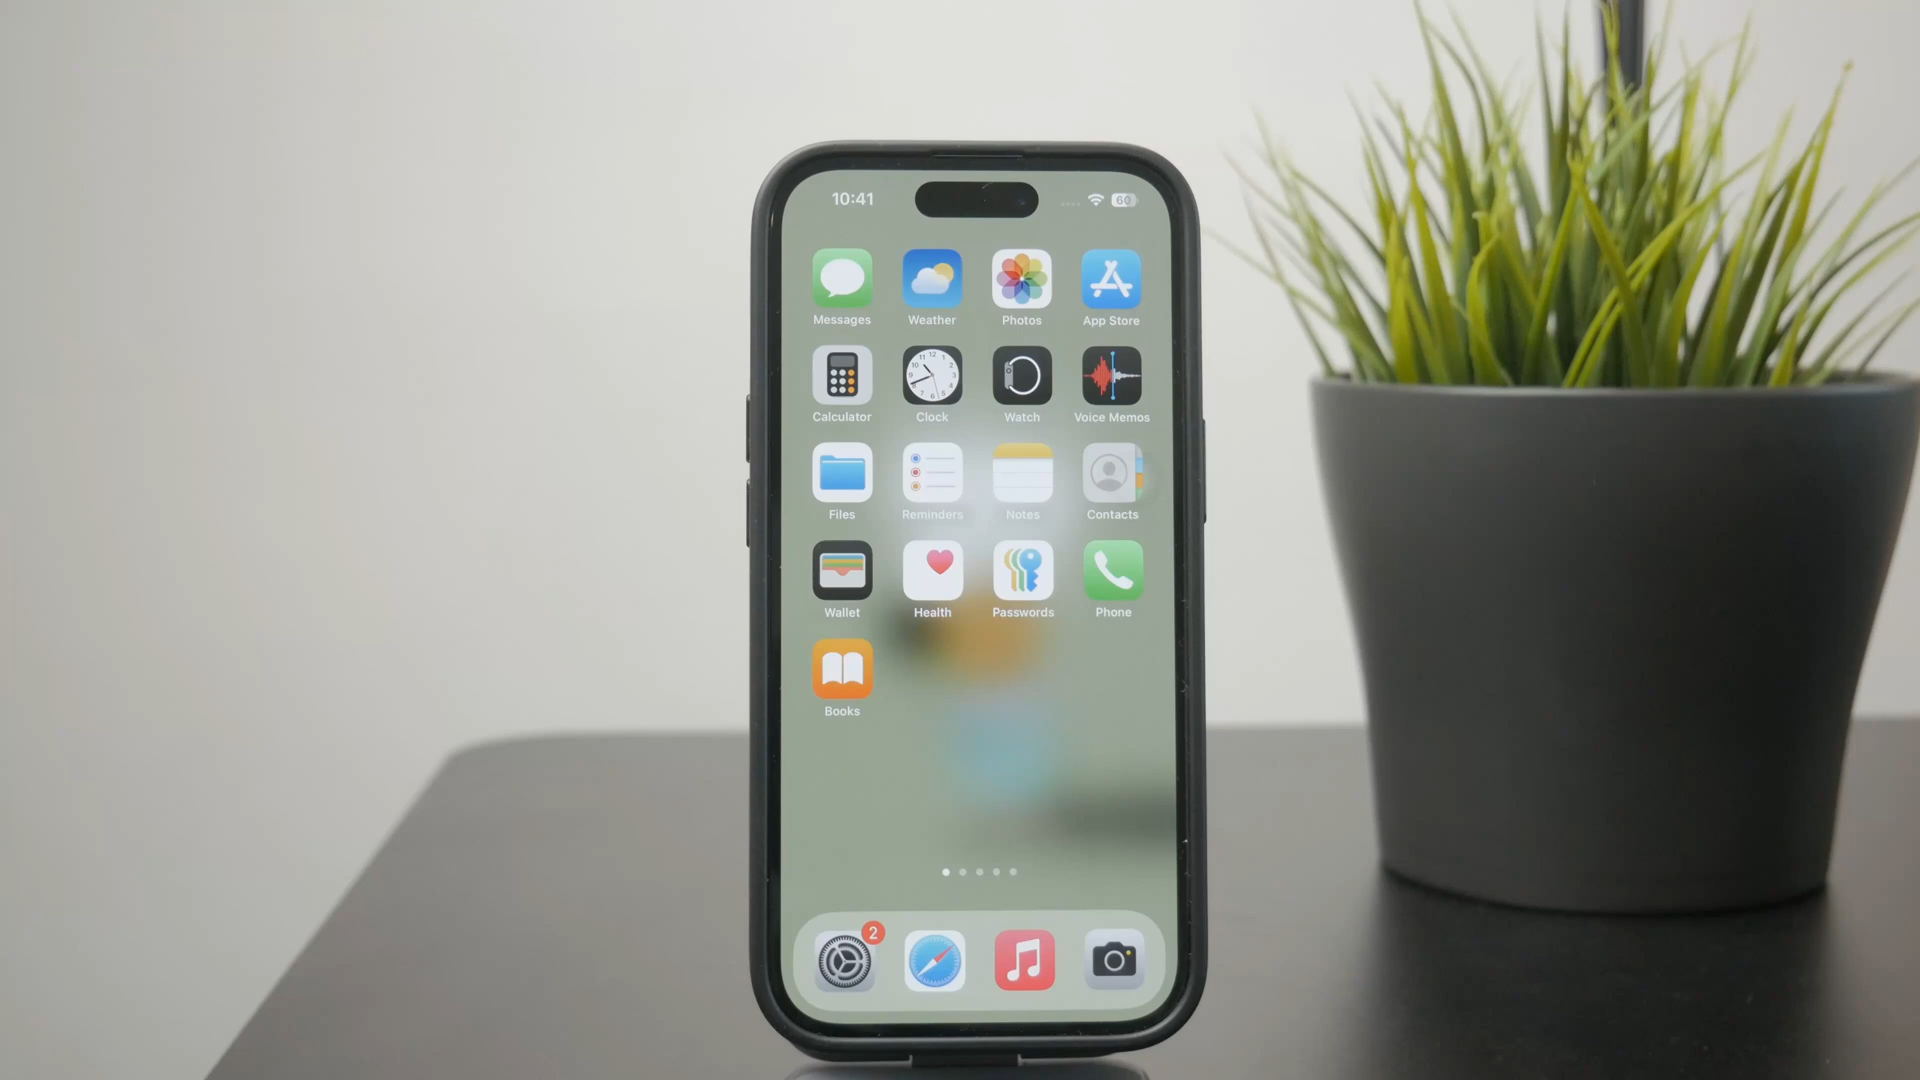 10:41 60
Messages Weather Photos App Store
Calculator Clock Watch Voice Memos
Files Reminders Notes Contacts
Wallet Health Passwords Phone
Books
2